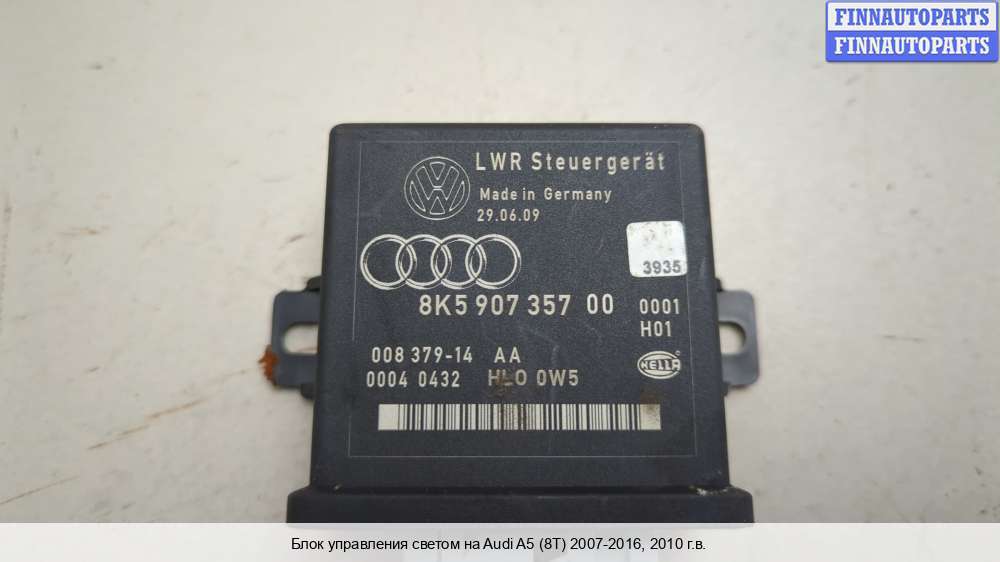 FINNAUTOPARTS
FINNAUTOPARTS
LWR Steuergerät
Made in Germany
29.06.09
3935
8K5 907 357 00 0001
H01
008 379-14 AA
0004 0432 HLO 0W5
HELLA
Блок управления светом на Audi A5 (8T) 2007-2016, 2010 г.в.